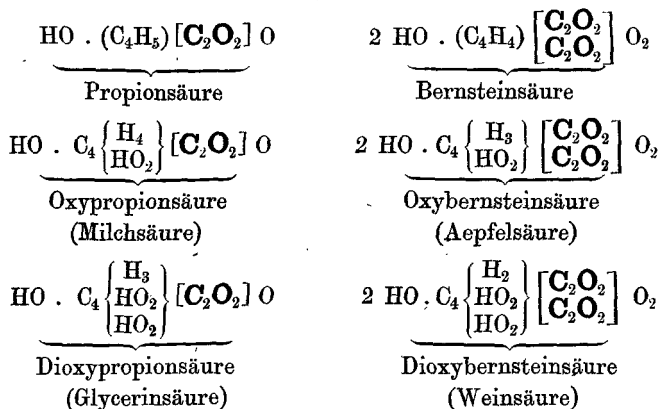 HO . (C₄H₅) [C₂O₂] O
Propionsäure
2 HO . (C₄H₄) [C₂O₂ C₂O₂] O₂
Bernsteinsäure
HO . C₄ {H₄ HO₂} [C₂O₂] O
Oxypropionsäure
(Milchsäure)
2 HO . C₄ {H₃ HO₂} [C₂O₂ C₂O₂] O₂
Oxybernsteinsäure
(Aepfelsäure)
HO . C₄ {H₃ HO₂ HO₂} [C₂O₂] O
Dioxypropionsäure
(Glycerinsäure)
2 HO . C₄ {H₂ HO₂ HO₂} [C₂O₂ C₂O₂] O₂
Dioxybernsteinsäure
(Weinsäure)